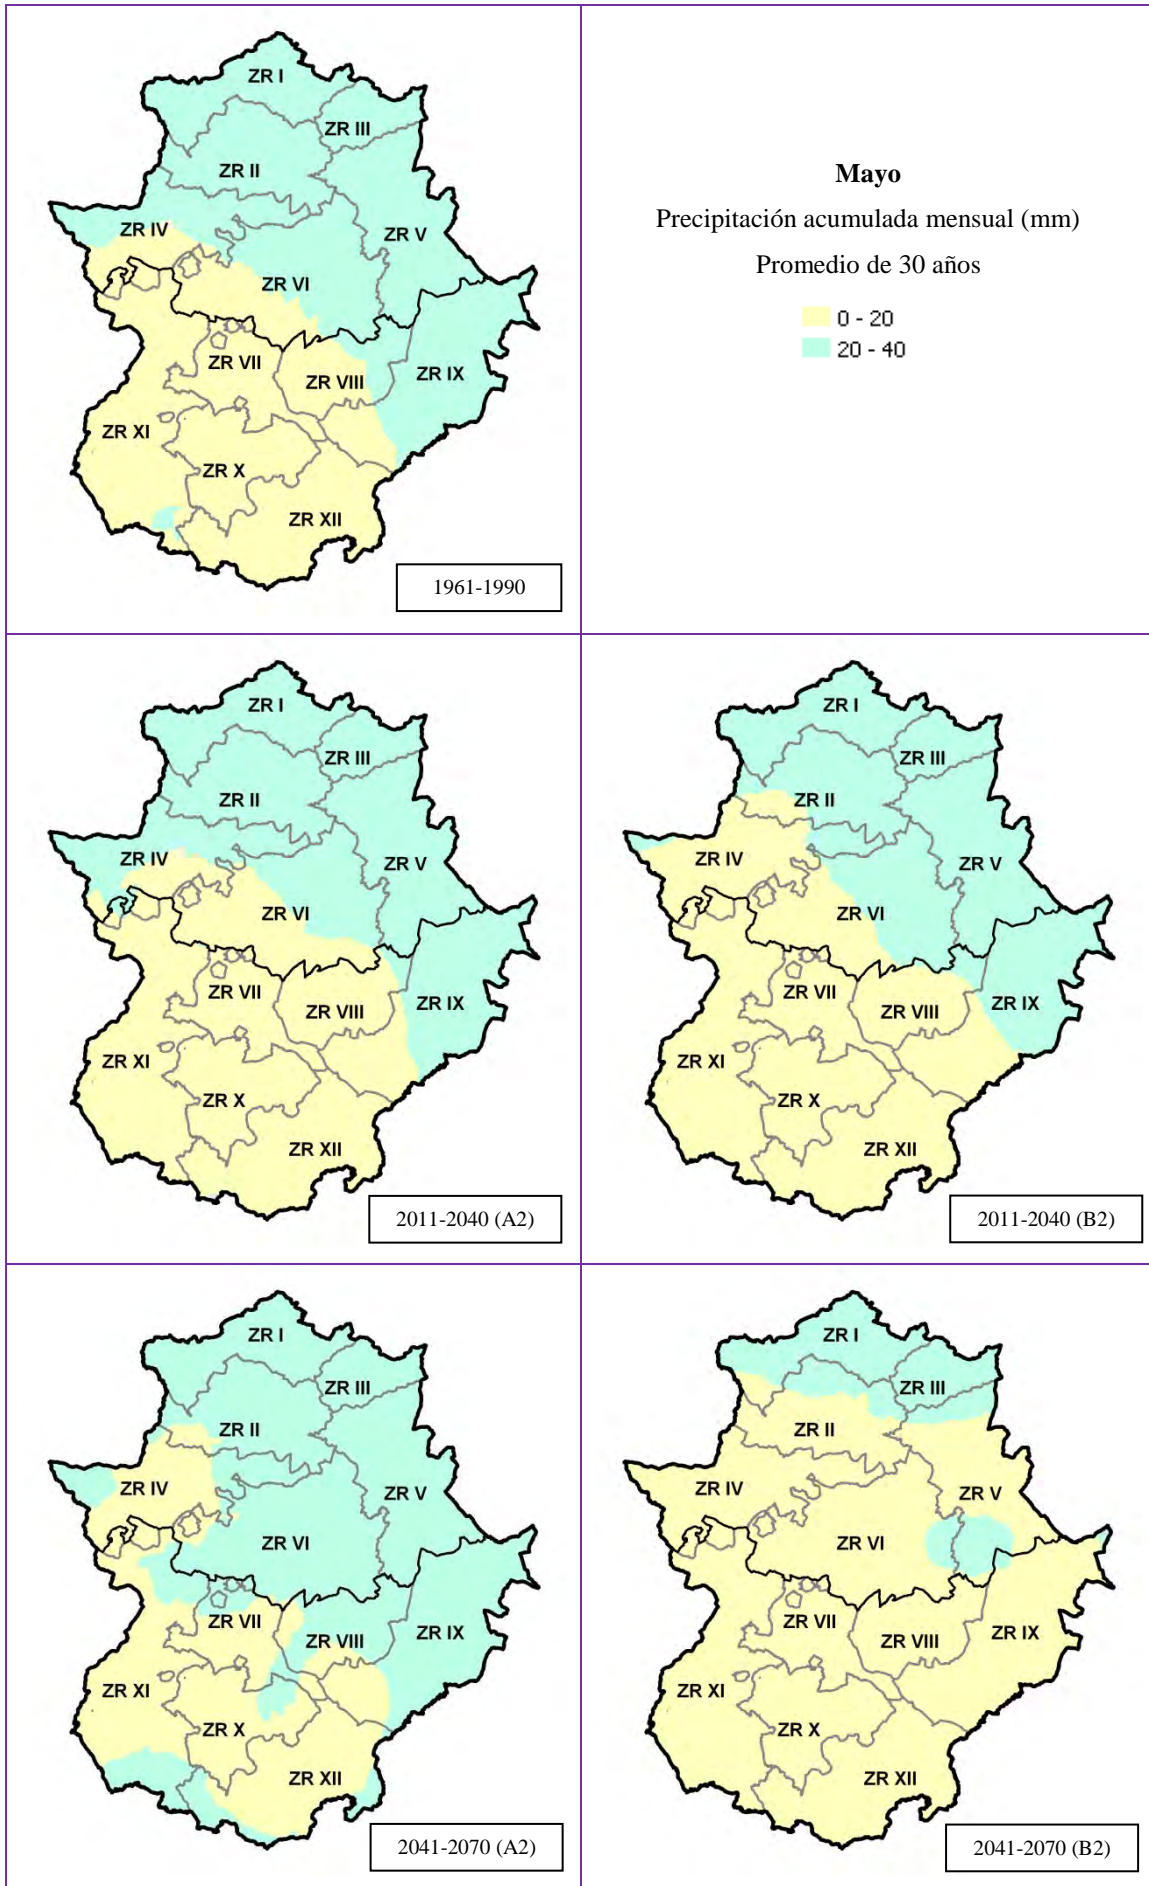 ZR I
ZR III
ZR II
ZR IV
ZR V
ZR VI
ZR VII
ZR VIII
ZR IX
ZR XI
ZR X
ZR XII
1961-1990
Mayo
Precipitación acumulada mensual (mm)
Promedio de 30 años
0 - 20
20 - 40
ZR I
ZR III
ZR II
ZR IV
ZR V
ZR VI
ZR VII
ZR VIII
ZR IX
ZR XI
ZR X
ZR XII
2011-2040 (A2)
ZR I
ZR III
ZR II
ZR IV
ZR V
ZR VI
ZR VII
ZR VIII
ZR IX
ZR XI
ZR X
ZR XII
2011-2040 (B2)
ZR I
ZR III
ZR II
ZR IV
ZR V
ZR VI
ZR VII
ZR VIII
ZR IX
ZR XI
ZR X
ZR XII
2041-2070 (A2)
ZR I
ZR III
ZR II
ZR IV
ZR V
ZR VI
ZR VII
ZR VIII
ZR IX
ZR XI
ZR X
ZR XII
2041-2070 (B2)